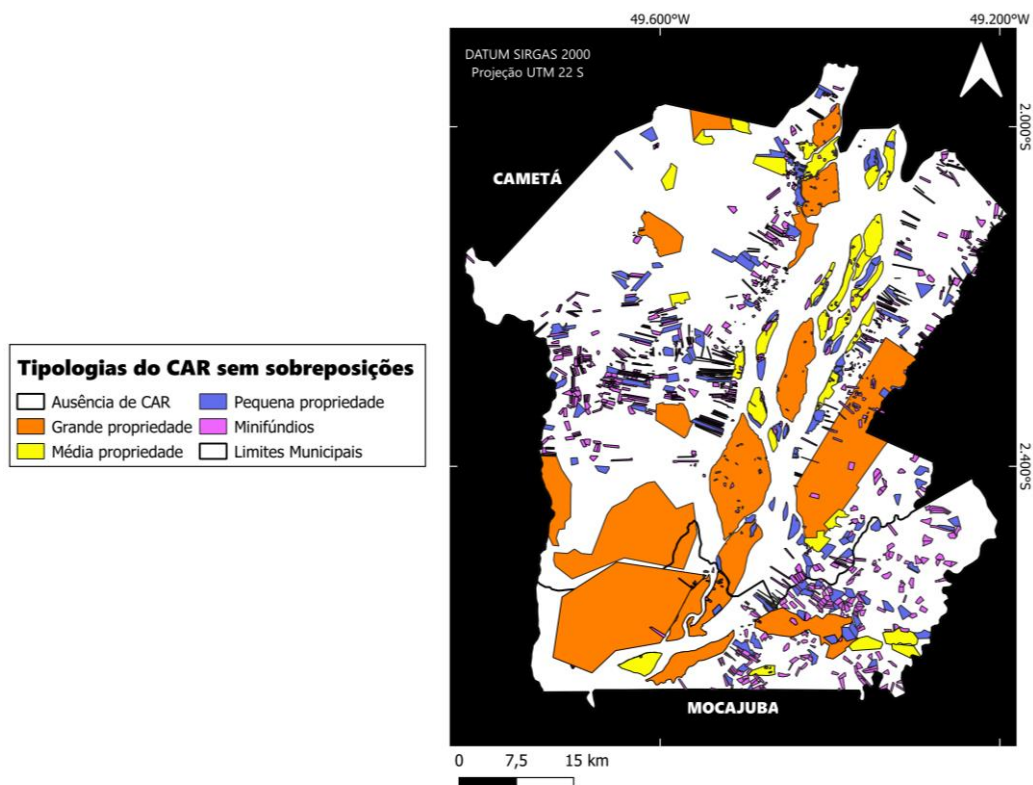 49.600°W
49.200°W
DATUM SIRGAS 2000
Projeção UTM 22 S
2.000°S
CAMETÁ
Tipologias do CAR sem sobreposições
Ausência de CAR
Pequena propriedade
Grande propriedade
Minifúndios
Média propriedade
Limites Municipais
2.400°S
MOCAJUBA
0 7,5 15 km